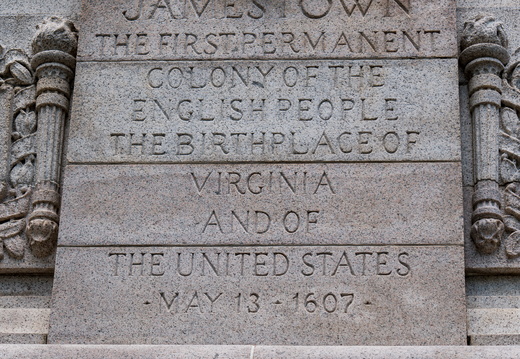 JAMESTOWN
THE FIRST PERMANENT
COLONY OF THE
ENGLISH PEOPLE
THE BIRTHPLACE OF
VIRGINIA
AND OF
THE UNITED STATES
· MAY 13 · 1607 ·